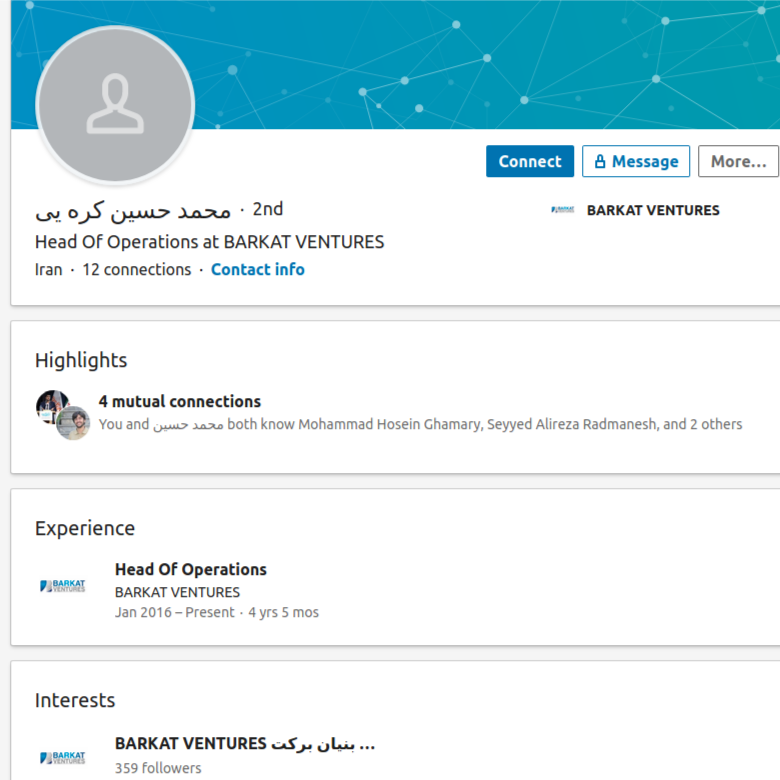 Connect
Message
More...
محمد حسین کره یی · 2nd
BARKAT VENTURES
Head Of Operations at BARKAT VENTURES
Iran · 12 connections · Contact info
Highlights
4 mutual connections
You and محمد حسین both know Mohammad Hosein Ghamary, Seyyed Alireza Radmanesh, and 2 others
Experience
BARKAT VENTURES
Head Of Operations
BARKAT VENTURES
Jan 2016 – Present · 4 yrs 5 mos
Interests
BARKAT VENTURES
BARKAT VENTURES بنیان برکت ...
359 followers